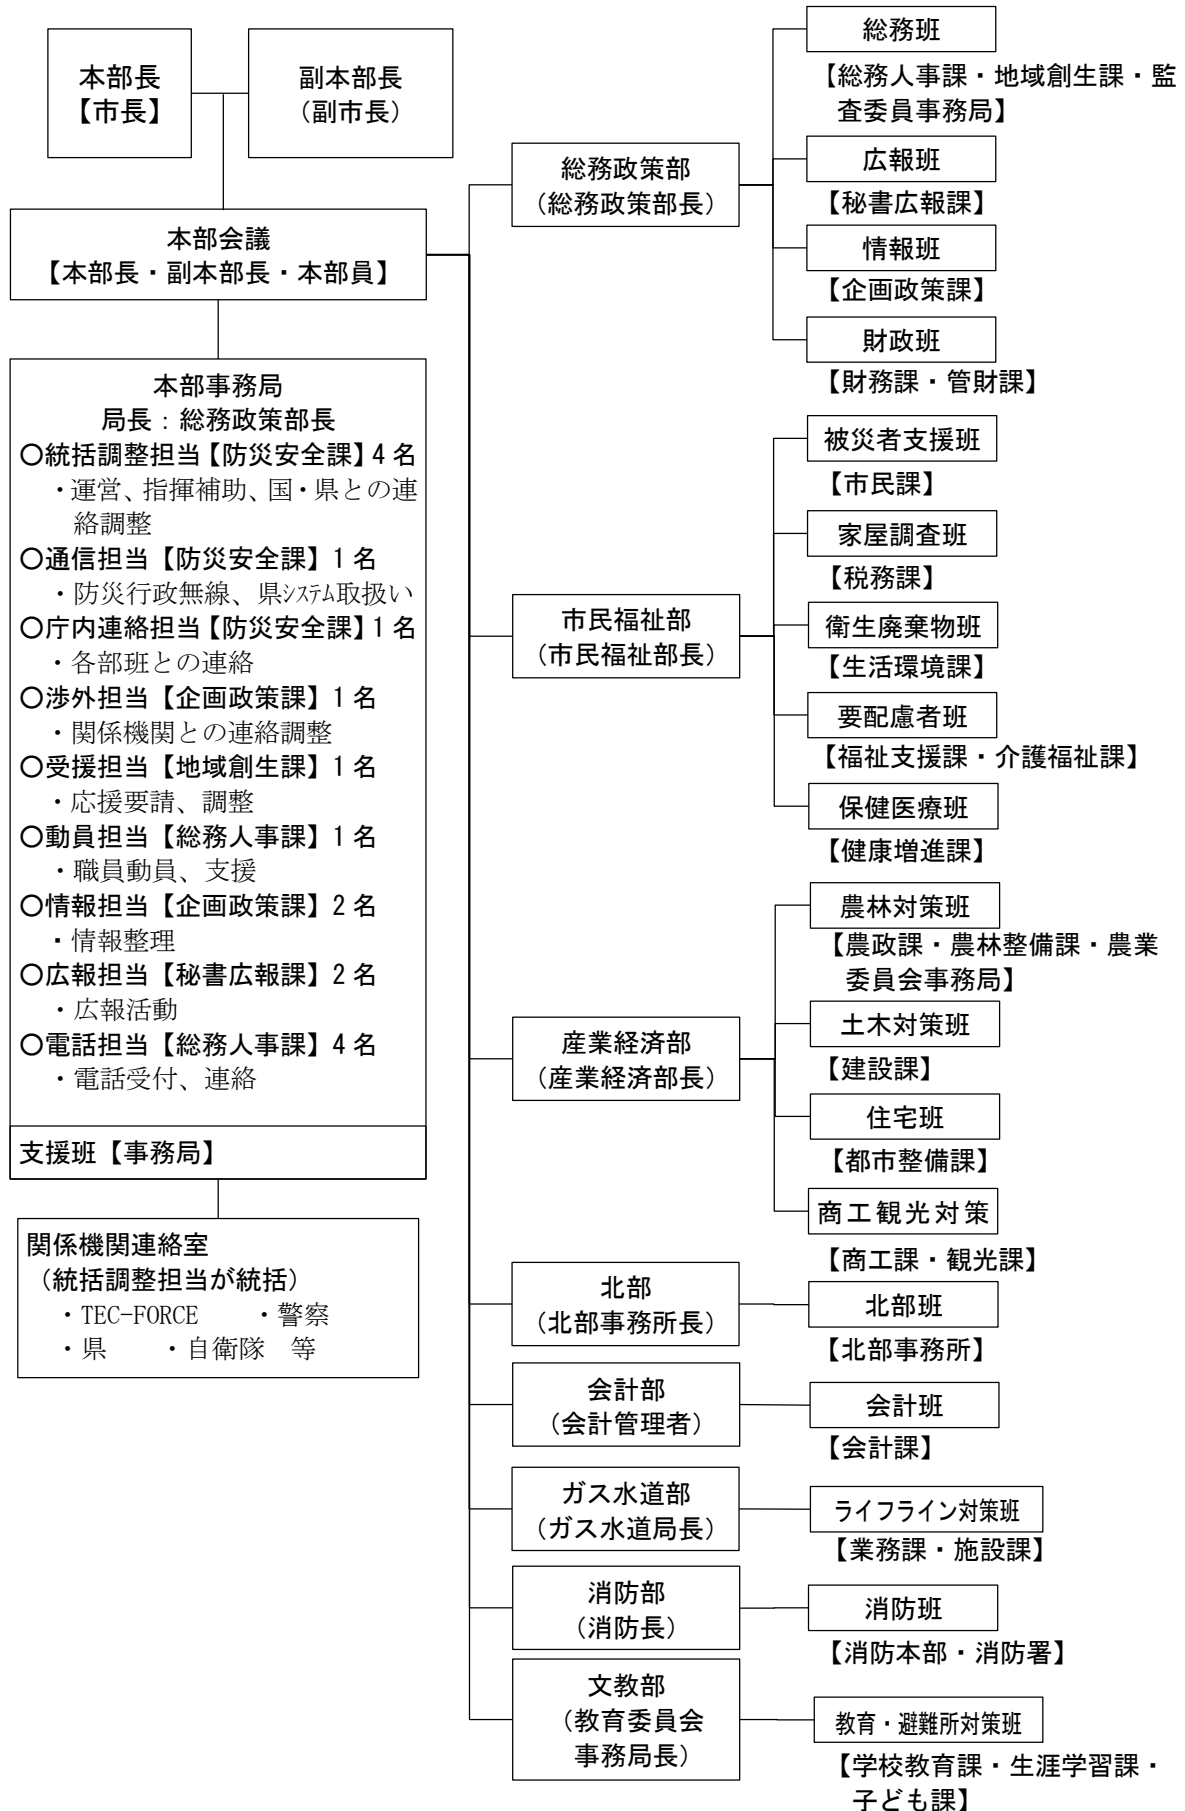 本部長
【市長】
副本部長
（副市長）
本部会議
【本部長・副本部長・本部員】
本部事務局
局長：総務政策部長
〇統括調整担当【防災安全課】4名
・運営、指揮補助、国・県との連
絡調整
〇通信担当【防災安全課】1名
・防災行政無線、県ｼｽﾃﾑ取扱い
〇庁内連絡担当【防災安全課】1名
・各部班との連絡
〇渉外担当【企画政策課】1名
・関係機関との連絡調整
〇受援担当【地域創生課】1名
・応援要請、調整
〇動員担当【総務人事課】1名
・職員動員、支援
〇情報担当【企画政策課】2名
・情報整理
〇広報担当【秘書広報課】2名
・広報活動
〇電話担当【総務人事課】4名
・電話受付、連絡
支援班【事務局】
関係機関連絡室
（統括調整担当が統括）
・TEC-FORCE　・警察
・県　・自衛隊　等
総務政策部
（総務政策部長）
総務班
【総務人事課・地域創生課・監
査委員事務局】
広報班
【秘書広報課】
情報班
【企画政策課】
財政班
【財務課・管財課】
市民福祉部
（市民福祉部長）
被災者支援班
【市民課】
家屋調査班
【税務課】
衛生廃棄物班
【生活環境課】
要配慮者班
【福祉支援課・介護福祉課】
保健医療班
【健康増進課】
産業経済部
（産業経済部長）
農林対策班
【農政課・農林整備課・農業
委員会事務局】
土木対策班
【建設課】
住宅班
【都市整備課】
商工観光対策
【商工課・観光課】
北部
（北部事務所長）
北部班
【北部事務所】
会計部
（会計管理者）
会計班
【会計課】
ガス水道部
（ガス水道局長）
ライフライン対策班
【業務課・施設課】
消防部
（消防長）
消防班
【消防本部・消防署】
文教部
（教育委員会
事務局長）
教育・避難所対策班
【学校教育課・生涯学習課・
子ども課】